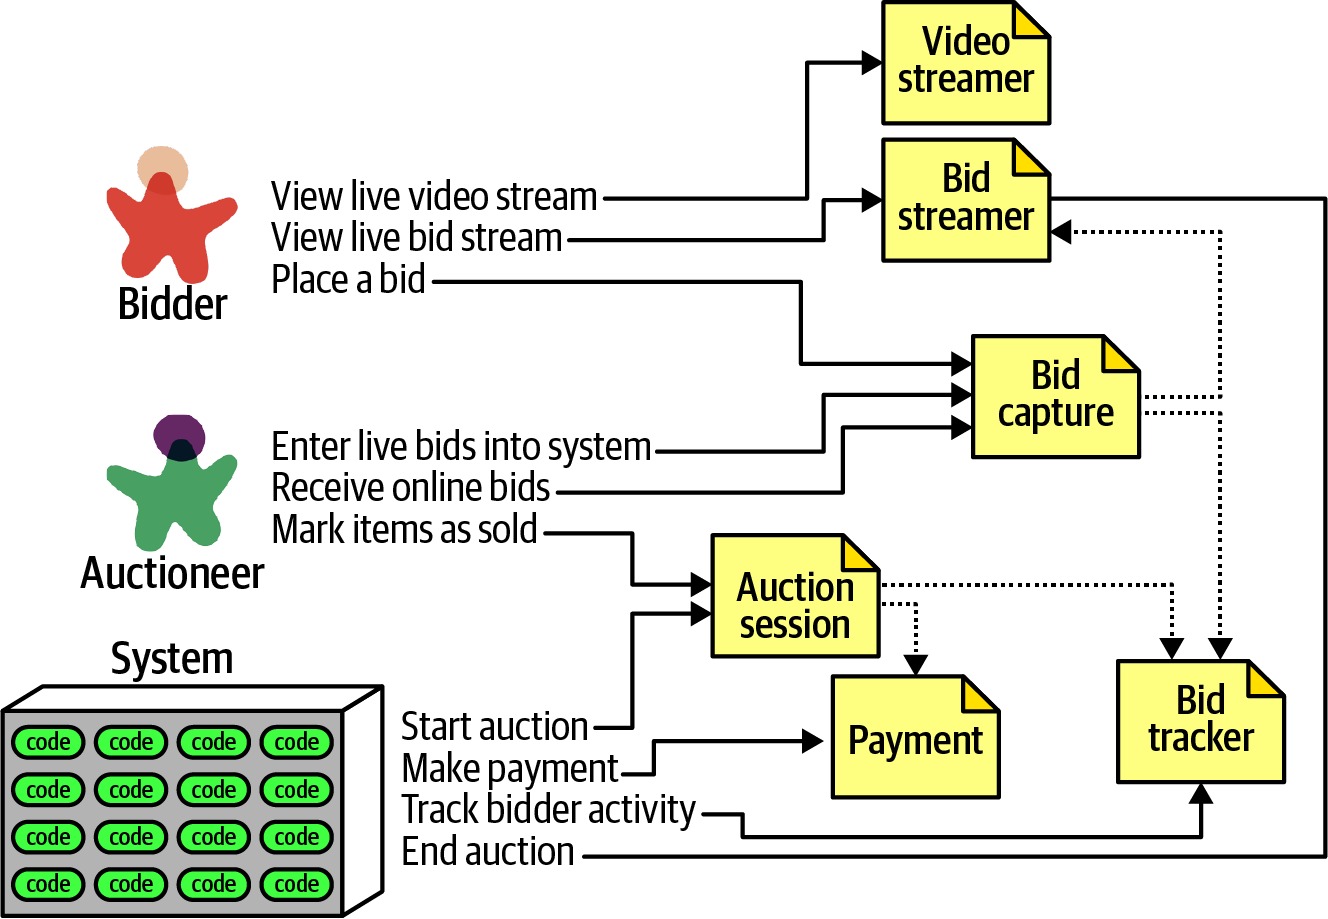 Video
streamer
Bid
streamer
View live video stream
View live bid stream
Place a bid
Bidder
Bid
capture
Enter live bids into system
Receive online bids
Mark items as sold
Auctioneer
Auction
session
System
Bid
tracker
Payment
Start auction
Make payment
Track bidder activity
End auction
code code code code
code code code code
code code code code
code code code code